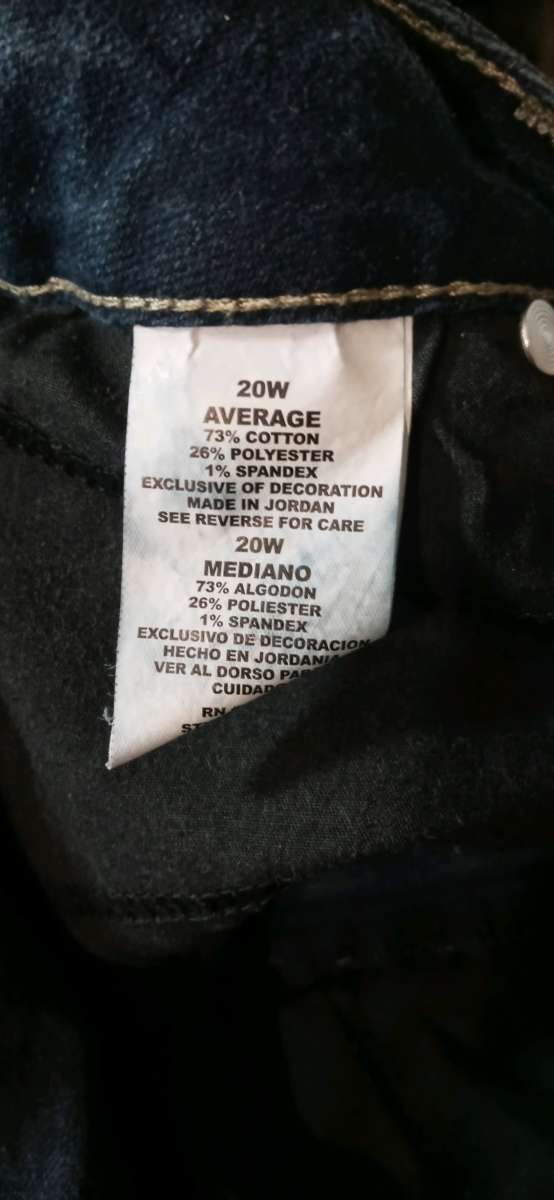 20W
AVERAGE
73% COTTON
26% POLYESTER
1% SPANDEX
EXCLUSIVE OF DECORATION
MADE IN JORDAN
SEE REVERSE FOR CARE
20W
MEDIANO
73% ALGODON
26% POLIESTER
1% SPANDEX
EXCLUSIVO DE DECORACION
HECHO EN JORDANIA
VER AL DORSO
RN